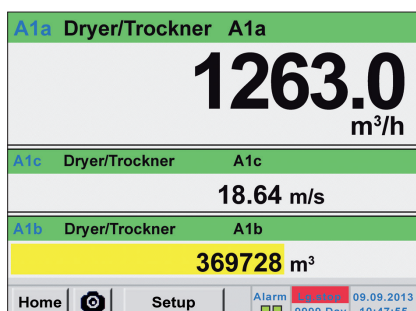 A1a Dryer/Trockner A1a
1263.0
m³/h
A1c Dryer/Trockner A1c
18.64 m/s
A1b Dryer/Trockner A1b
369728 m³
Home Setup Alarm 09.09.2013